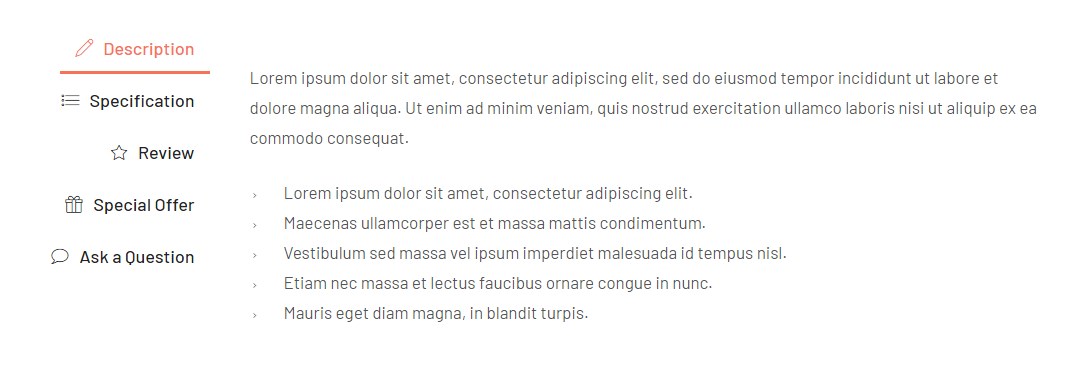 Description
Specification
Review
Special Offer
Ask a Question
Lorem ipsum dolor sit amet, consectetur adipiscing elit, sed do eiusmod tempor incididunt ut labore et
dolore magna aliqua. Ut enim ad minim veniam, quis nostrud exercitation ullamco laboris nisi ut aliquip ex ea
commodo consequat.
› Lorem ipsum dolor sit amet, consectetur adipiscing elit.
› Maecenas ullamcorper est et massa mattis condimentum.
› Vestibulum sed massa vel ipsum imperdiet malesuada id tempus nisl.
› Etiam nec massa et lectus faucibus ornare congue in nunc.
› Mauris eget diam magna, in blandit turpis.